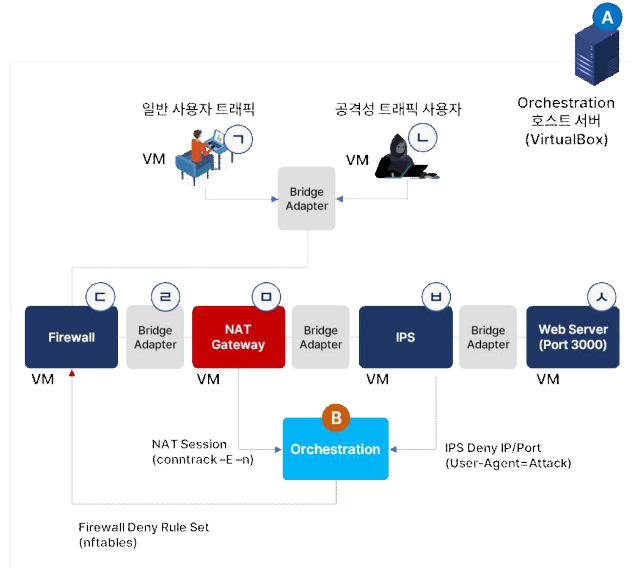 A
Orchestration
호스트 서버
(VirtualBox)
일반 사용자 트래픽
공격성 트래픽 사용자
ㄱ
ㄴ
VM
VM
Bridge
Adapter
ㄷ
ㄹ
ㅁ
ㅂ
ㅅ
Firewall
Bridge
Adapter
NAT
Gateway
Bridge
Adapter
IPS
Bridge
Adapter
Web Server
(Port 3000)
VM
VM
VM
VM
B
Orchestration
NAT Session
(conntrack –E –n)
IPS Deny IP/Port
(User-Agent=Attack)
Firewall Deny Rule Set
(nftables)